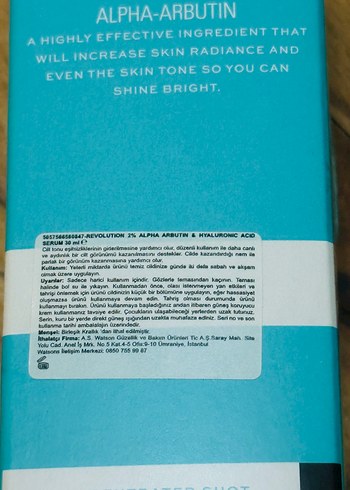 ALPHA-ARBUTIN
A HIGHLY EFFECTIVE INGREDIENT THAT
WILL INCREASE SKIN RADIANCE AND
EVEN THE SKIN TONE SO YOU CAN
SHINE BRIGHT.
5057566580847-REVOLUTION 2% ALPHA ARBUTIN & HYALURONIC ACID
SERUM 30 ml ℮
Cilt tonu eşitsizliklerinin giderilmesine yardımcı olur, düzenli kullanım ile daha canlı
ve aydınlık bir cilt görünümü kazanılmasını destekler. Cilde kazandırdığı nem ile
parlak bir görünüm kazanmasına yardımcı olur.
Kullanım: Yeterli miktarda ürünü temiz cildinize günde iki defa sabah ve akşam
olmak üzere uygulayın.
Uyarılar: Sadece harici kullanım içindir. Gözlerle temasından kaçının. Teması
halinde bol su ile yıkayın. Kullanmadan önce, olası istenmeyen yan etkileri ve
tahrişi önlemek için ürünü cildinizin küçük bir bölümüne uygulayın, eğer hassasiyet
oluşmazsa ürünü kullanmaya devam edin. Tahriş olması durumunda ürünü
kullanmayı bırakın. Ürünü kullanmaya başladığınız andan itibaren güneş koruyucu
krem kullanmanız tavsiye edilir. Çocukların ulaşabileceği yerlerden uzak tutunuz.
Serin, kuru bir yerde direkt güneş ışığından uzakta muhafaza ediniz. Seri no ve son
kullanma tarihi ambalajın üzerindedir.
Menşei: Birleşik Krallık 'dan ithal edilmiştir.
İthalatçı Firma: A.S. Watson Güzellik ve Bakım Ürünleri Tic A.Ş.Saray Mah. Site
Yolu Cad. Anel İş Mrk. No.5 Kat.4-5 Ofis:9-10 Ümraniye, İstanbul
Watsons İletişim Merkezi: 0850 755 99 87